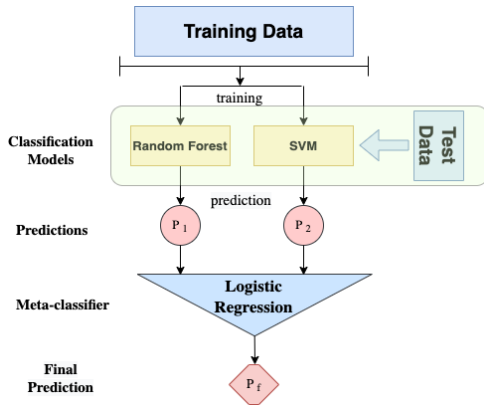 Training Data
training
Classification
Models
Random Forest
SVM
Test
Data
prediction
Predictions
P 1
P 2
Meta-classifier
Logistic
Regression
Final
Prediction
P f